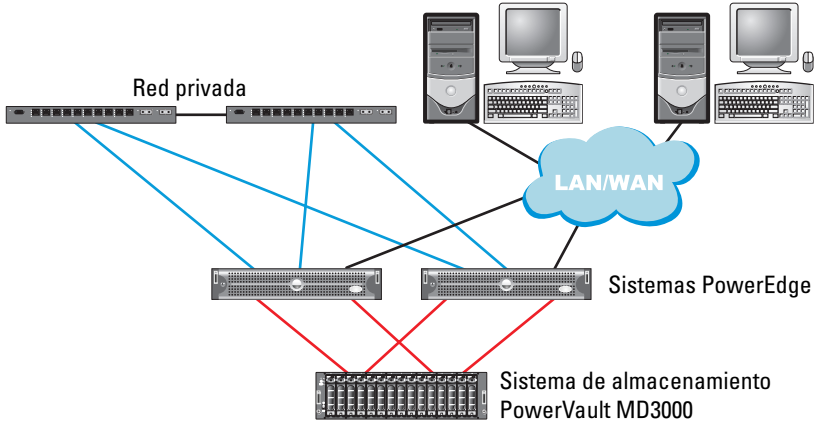 Red privada
LAN/WAN
Sistemas PowerEdge
Sistema de almacenamiento
PowerVault MD3000